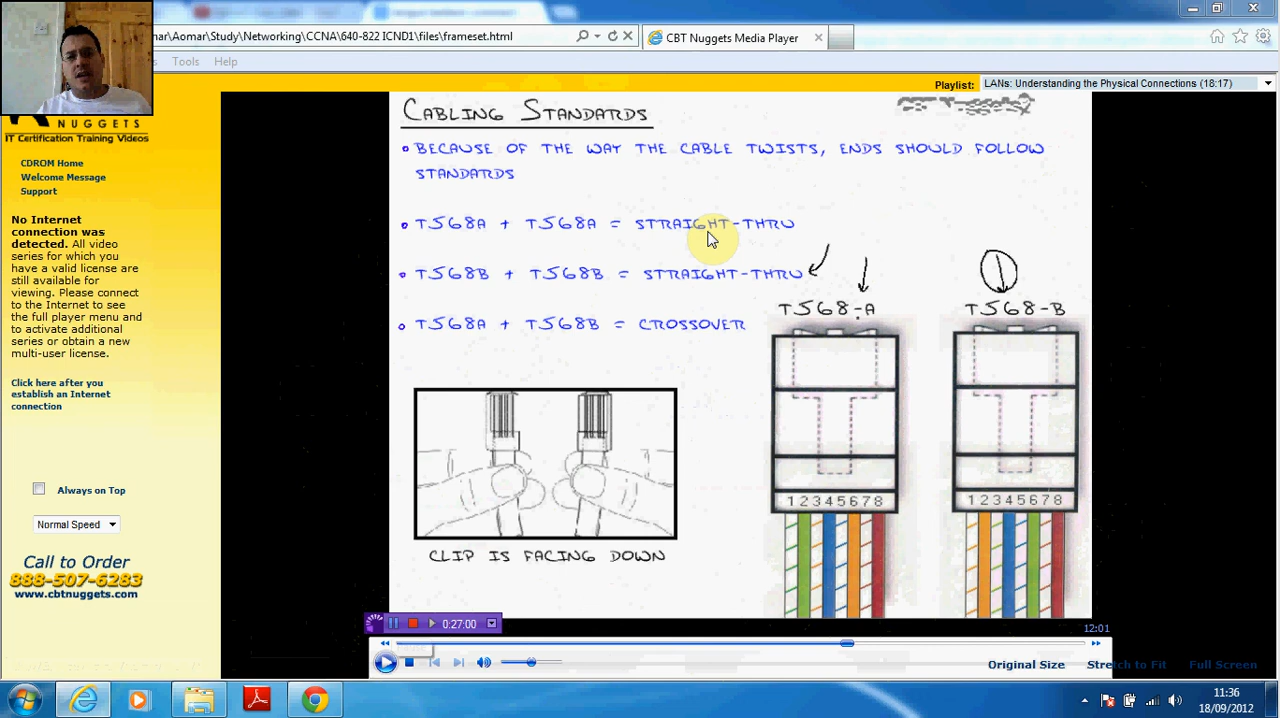 mar\Aomar\Study\Networking\CCNA\640-822 ICND1\files\frameset.html
CBT Nuggets Media Player
Tools Help
Playlist: LANs: Understanding the Physical Connections (18:17)
NUGGETS
IT Certification Training Videos
CDROM Home
Welcome Message
Support
No Internet
connection was
detected. All video
series for which you
have a valid license are
still available for
viewing. Please connect
to the Internet to see
the full player menu and
to activate additional
series or obtain a new
multi-user license.
Click here after you
establish an Internet
connection
Always on Top
Normal Speed
Call to Order
888-507-6283
www.cbtnuggets.com
CABLING STANDARDS
• BECAUSE OF THE WAY THE CABLE TWISTS, ENDS SHOULD FOLLOW
STANDARDS
• T568A + T568A = STRAIGHT-THRU
• T568B + T568B = STRAIGHT-THRU
• T568A + T568B = CROSSOVER
T568-A
T568-B
12345678
12345678
CLIP IS FACING DOWN
0:27:00
12:01
Original Size Stretch to Fit Full Screen
11:36
18/09/2012